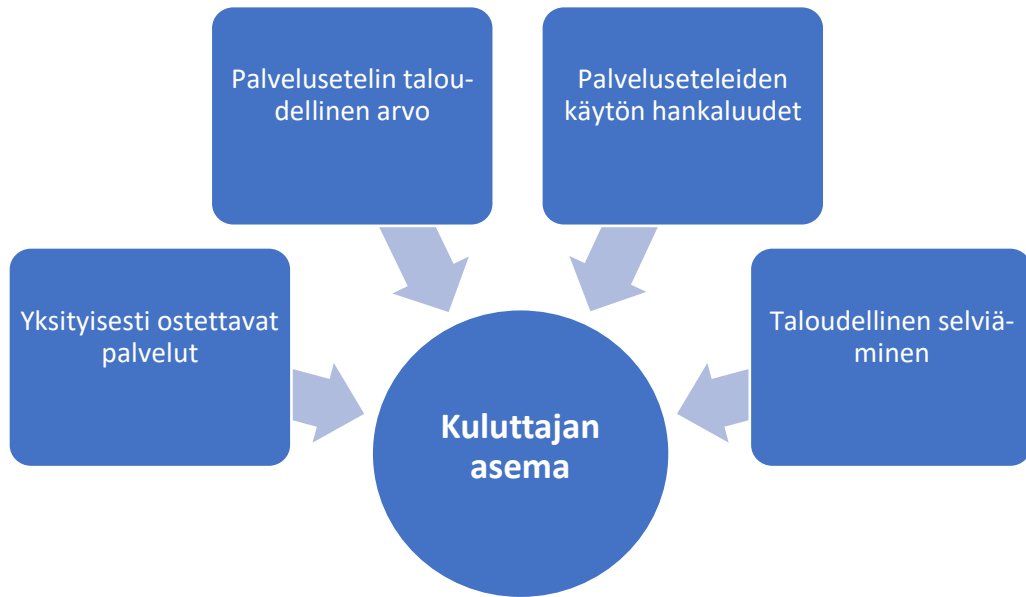 Palvelusetelin talou-
dellinen arvo
Palveluseteleiden
käytön hankaluudet
Yksityisesti ostettavat
palvelut
Taloudellinen selviä-
minen
Kuluttajan
asema